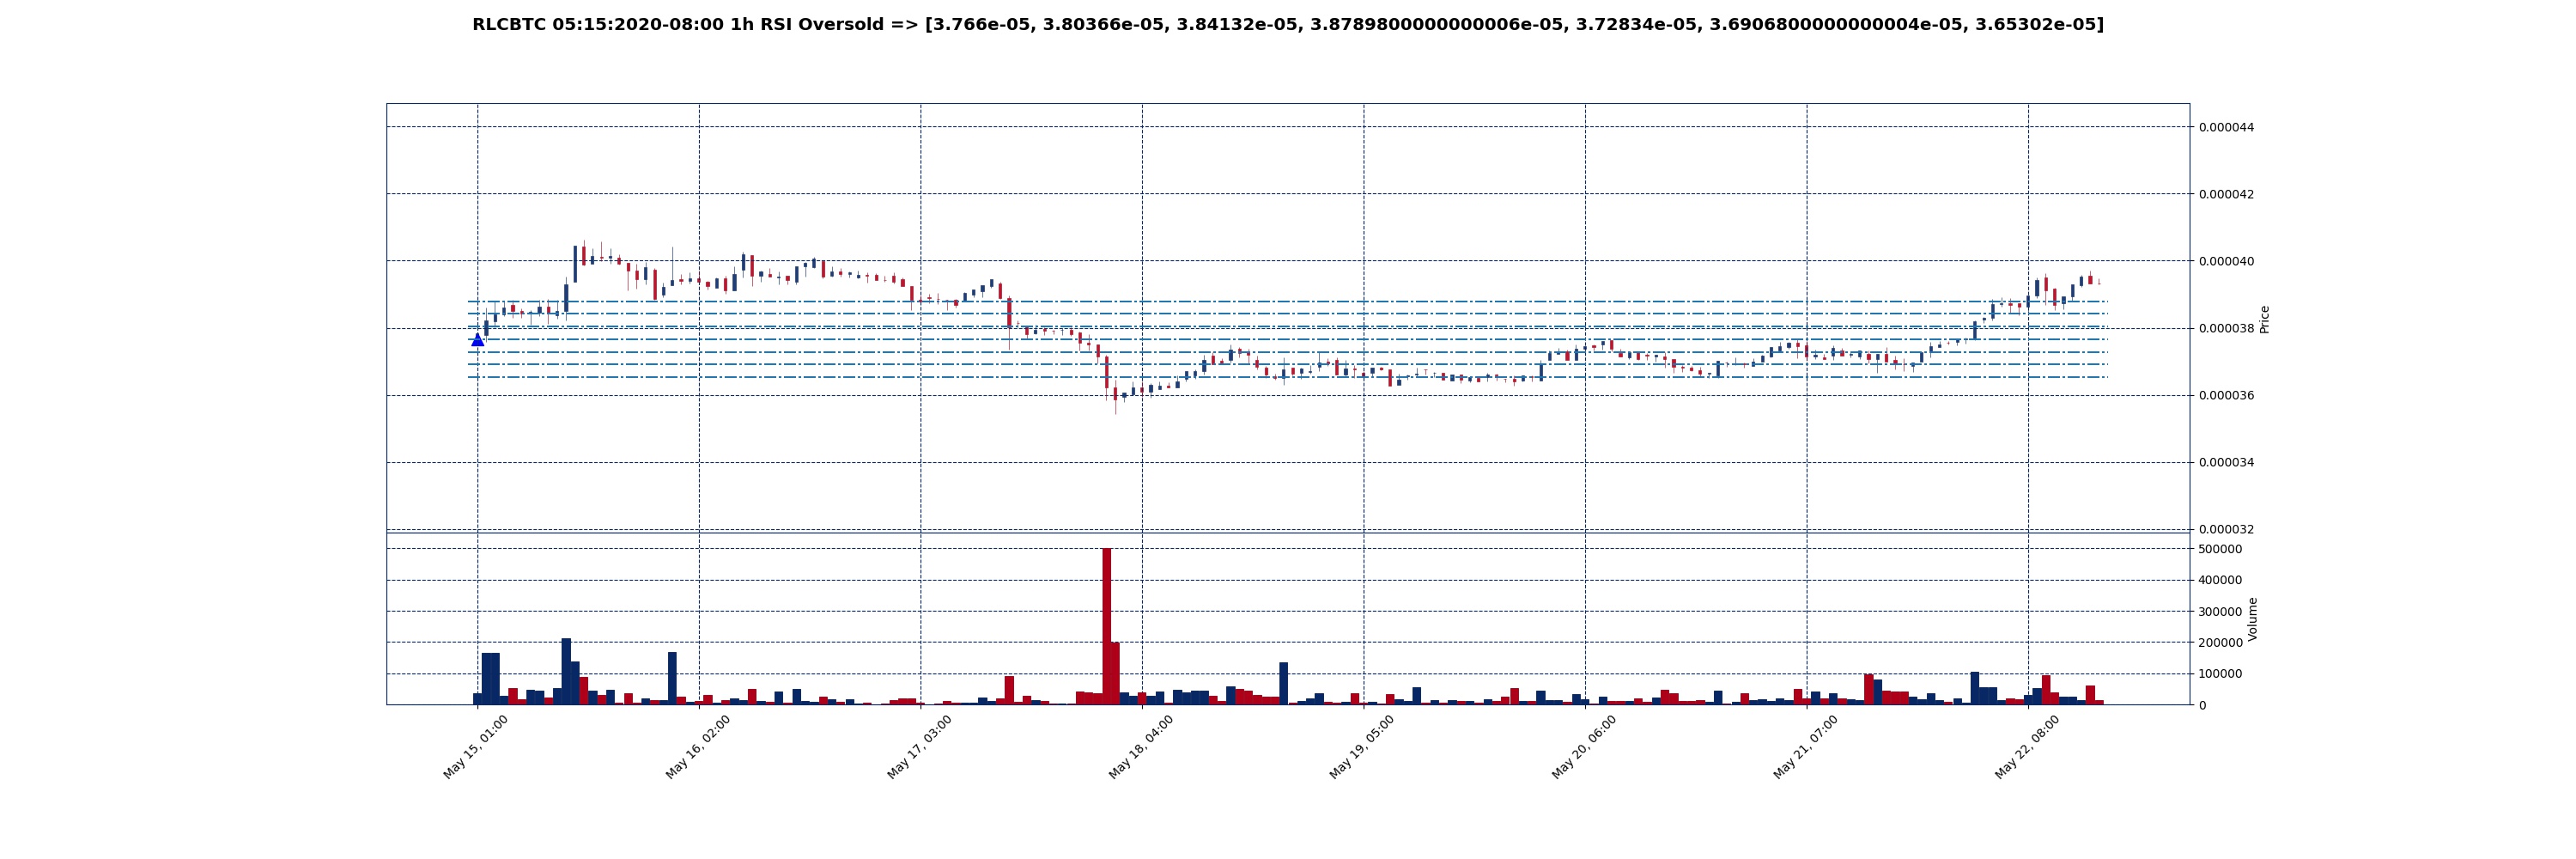 RLCBTC 05:15:2020-08:00 1h RSI Oversold => [3.766e-05, 3.80366e-05, 3.84132e-05, 3.8789800000000006e-05, 3.72834e-05, 3.6906800000000004e-05, 3.65302e-05]
0.000044
0.000042
0.000040
0.000038
0.000036
0.000034
0.000032
Price
500000
400000
300000
200000
100000
0
Volume
May 15, 01:00
May 16, 02:00
May 17, 03:00
May 18, 04:00
May 19, 05:00
May 20, 06:00
May 21, 07:00
May 22, 08:00